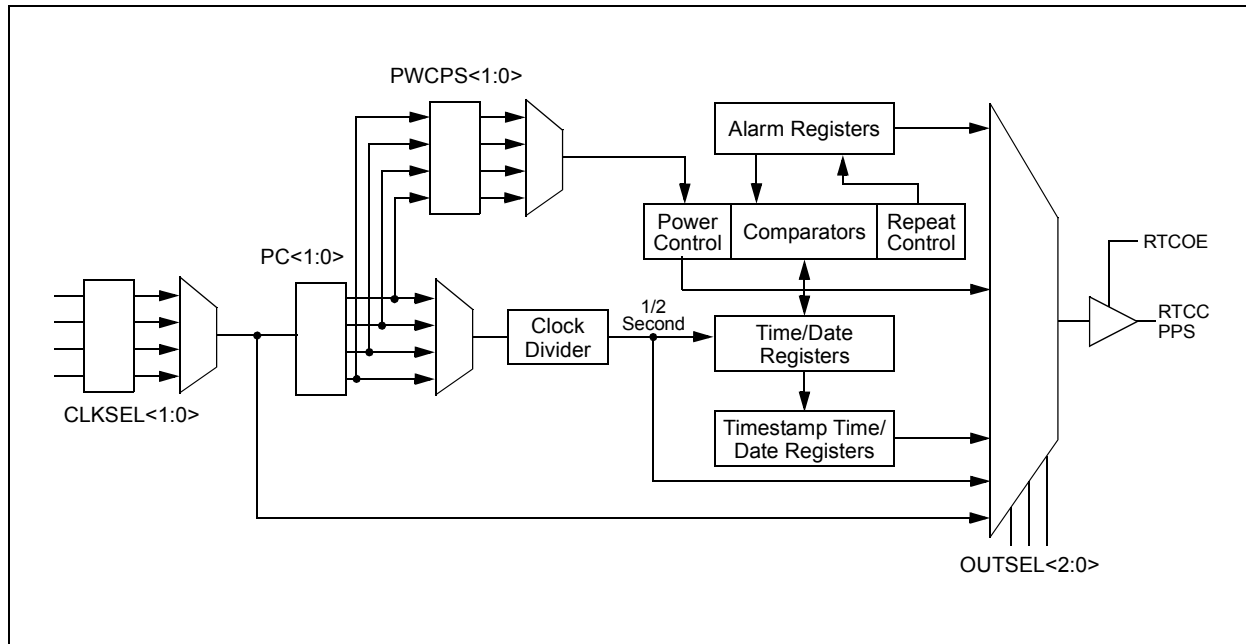 PWCPS<1:0>
Alarm Registers
Power
Control
Comparators
Repeat
Control
PC<1:0>
RTCOE
1/2
Second
Clock
Divider
Time/Date
Registers
RTCC
PPS
CLKSEL<1:0>
Timestamp Time/
Date Registers
OUTSEL<2:0>